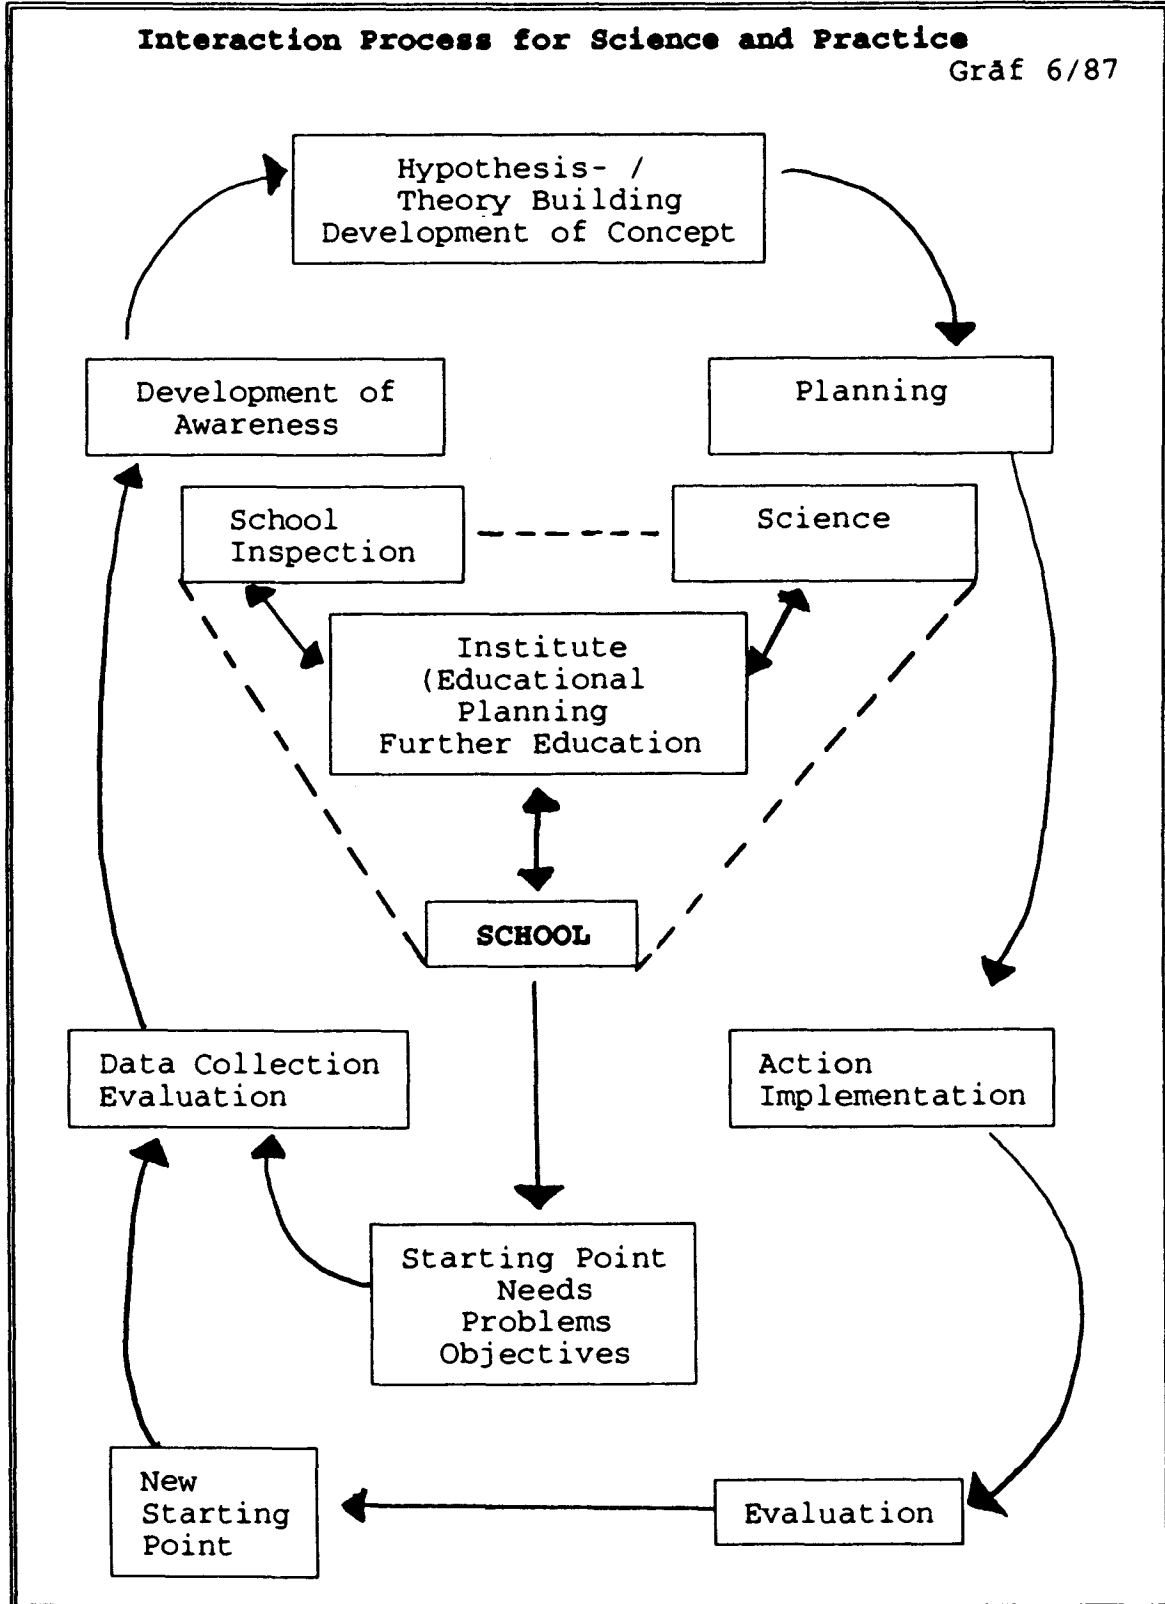 Interaction Process for Science and Practice
Gräf 6/87
Hypothesis- /
Theory Building
Development of Concept
Development of
Awareness
Planning
School
Inspection
Science
Institute
(Educational
Planning
Further Education
SCHOOL
Data Collection
Evaluation
Action
Implementation
Starting Point
Needs
Problems
Objectives
New
Starting
Point
Evaluation